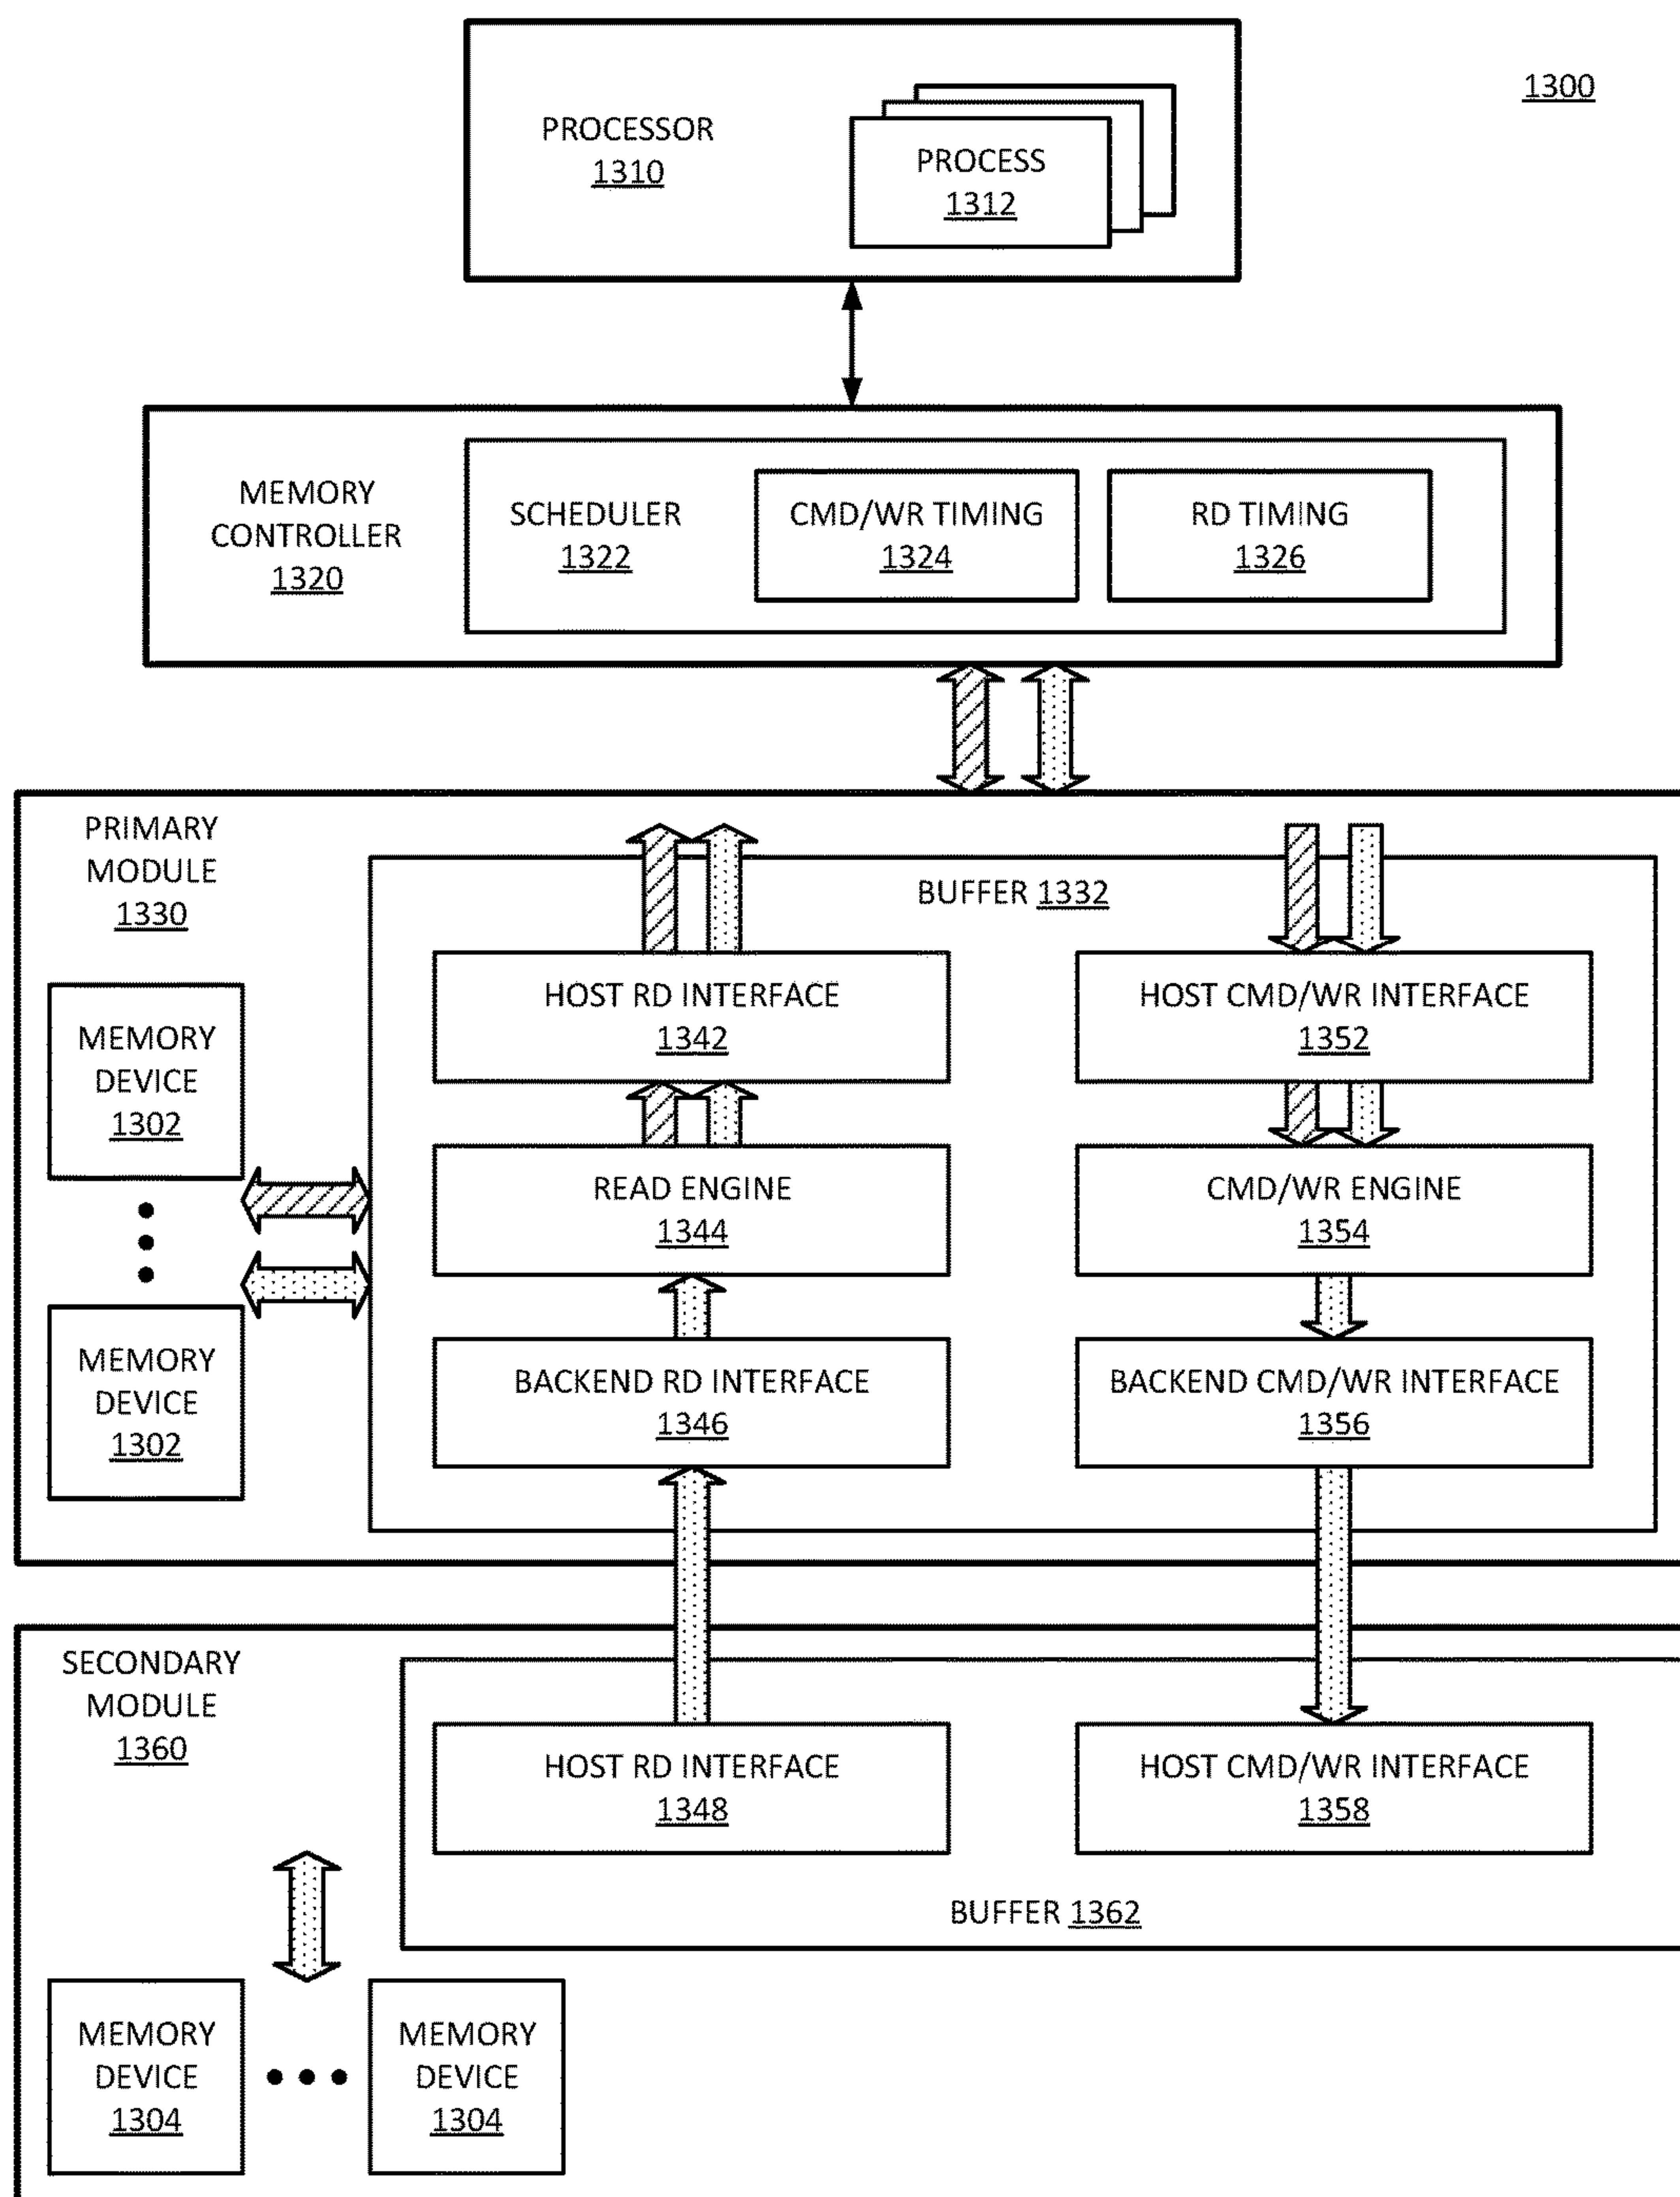 1300
PROCESSOR
1310
PROCESS
1312
MEMORY
CONTROLLER
1320
SCHEDULER
1322
CMD/WR TIMING
1324
RD TIMING
1326
PRIMARY
MODULE
1330
BUFFER 1332
HOST RD INTERFACE
1342
HOST CMD/WR INTERFACE
1352
MEMORY
DEVICE
1302
READ ENGINE
1344
CMD/WR ENGINE
1354
MEMORY
DEVICE
1302
BACKEND RD INTERFACE
1346
BACKEND CMD/WR INTERFACE
1356
SECONDARY
MODULE
1360
HOST RD INTERFACE
1348
HOST CMD/WR INTERFACE
1358
BUFFER 1362
MEMORY
DEVICE
1304
MEMORY
DEVICE
1304